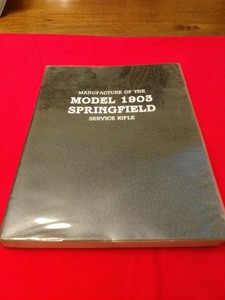 MANUFACTURE OF THE
MODEL 1903
SPRINGFIELD
SERVICE RIFLE